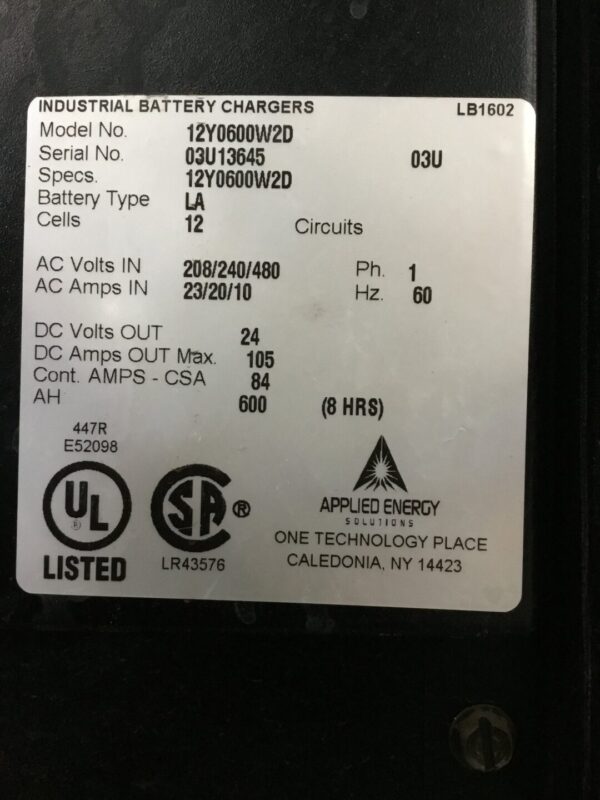 INDUSTRIAL BATTERY CHARGERS LB1602
Model No. 12Y0600W2D
Serial No. 03U13645 03U
Specs. 12Y0600W2D
Battery Type LA
Cells 12 Circuits
AC Volts IN 208/240/480 Ph. 1
AC Amps IN 23/20/10 Hz. 60
DC Volts OUT 24
DC Amps OUT Max. 105
Cont. AMPS - CSA 84
AH 600 (8 HRS)
447R
E52098
UL ®
LISTED
SA ®
LR43576
APPLIED ENERGY
SOLUTIONS
ONE TECHNOLOGY PLACE
CALEDONIA, NY 14423